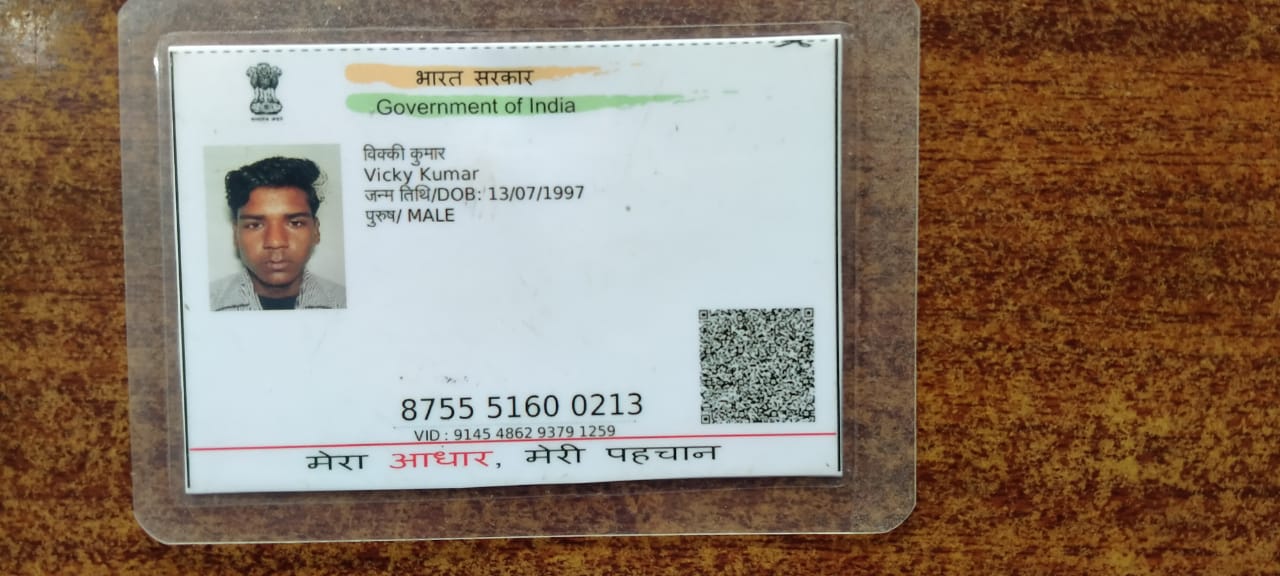 भारत सरकार
Government of India
विक्की कुमार
Vicky Kumar
जन्म तिथि/DOB: 13/07/1997
पुरुष/ MALE
8755 5160 0213
VID : 9145 4862 9379 1259
मेरा आधार, मेरी पहचान